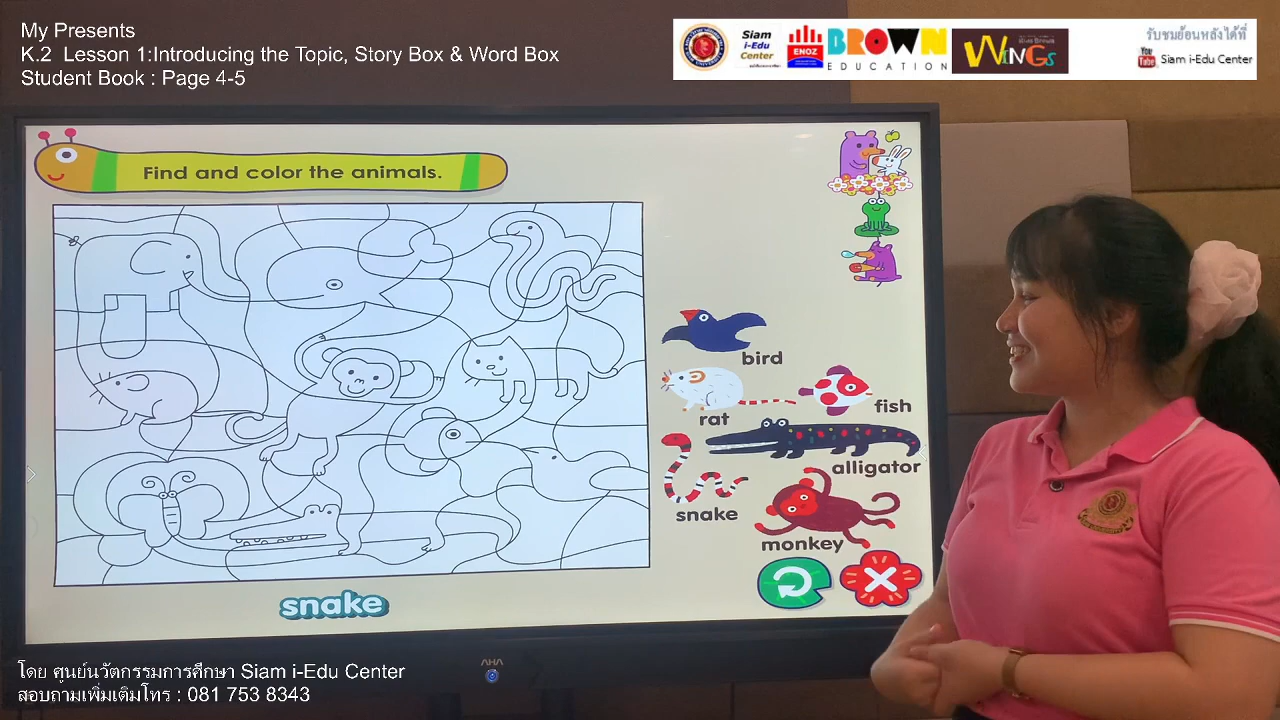 My Presents
K.2 Lesson 1:Introducing the Topic, Story Box & Word Box
Student Book : Page 4-5
Siam
i-Edu
Center
ENOZ
BROWN
EDUCATION
WINGs
รับชมย้อนหลังได้ที่
You
Tube
Siam i-Edu Center
Find and color the animals.
bird
rat
fish
alligator
snake
monkey
snake
โดย ศูนย์นวัตกรรมการศึกษา Siam i-Edu Center
สอบถามเพิ่มเติมโทร : 081 753 8343